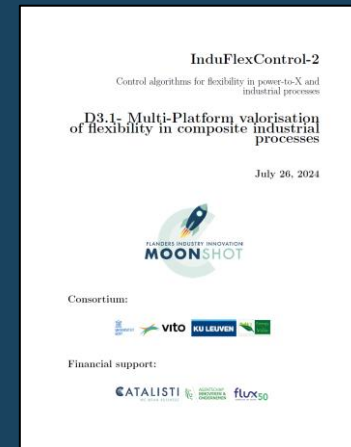 InduFlexControl-2
Control algorithms for flexibility in power-to-X and
industrial processes
D3.1- Multi-Platform valorisation
of flexibility in composite industrial
processes
July 26, 2024
FLANDERS INDUSTRY INNOVATION
MOONSHOT
Consortium:
vito KU LEUVEN
Financial support:
CATALISTI
flux50